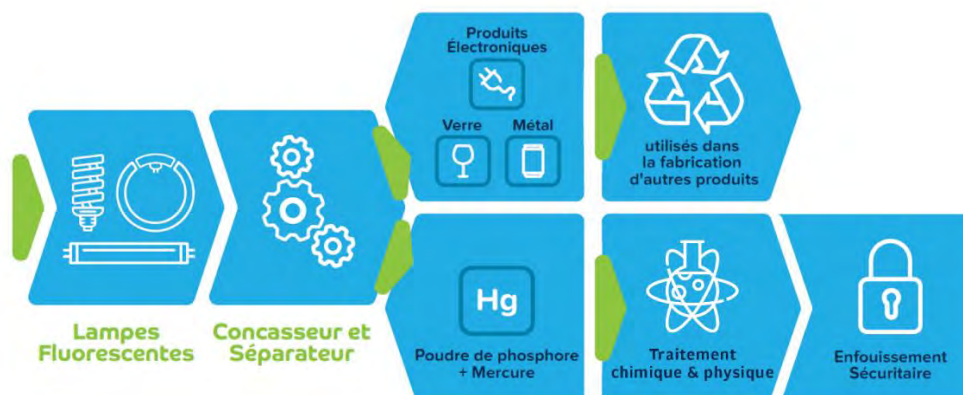 Lampes
Fluorescentes
Concasseur et
Séparateur
Produits
Électroniques
Verre
Métal
utilisés dans
la fabrication
d'autres produits
Hg
Poudre de phosphore
+ Mercure
Traitement
chimique & physique
Enfouissement
Sécuritaire